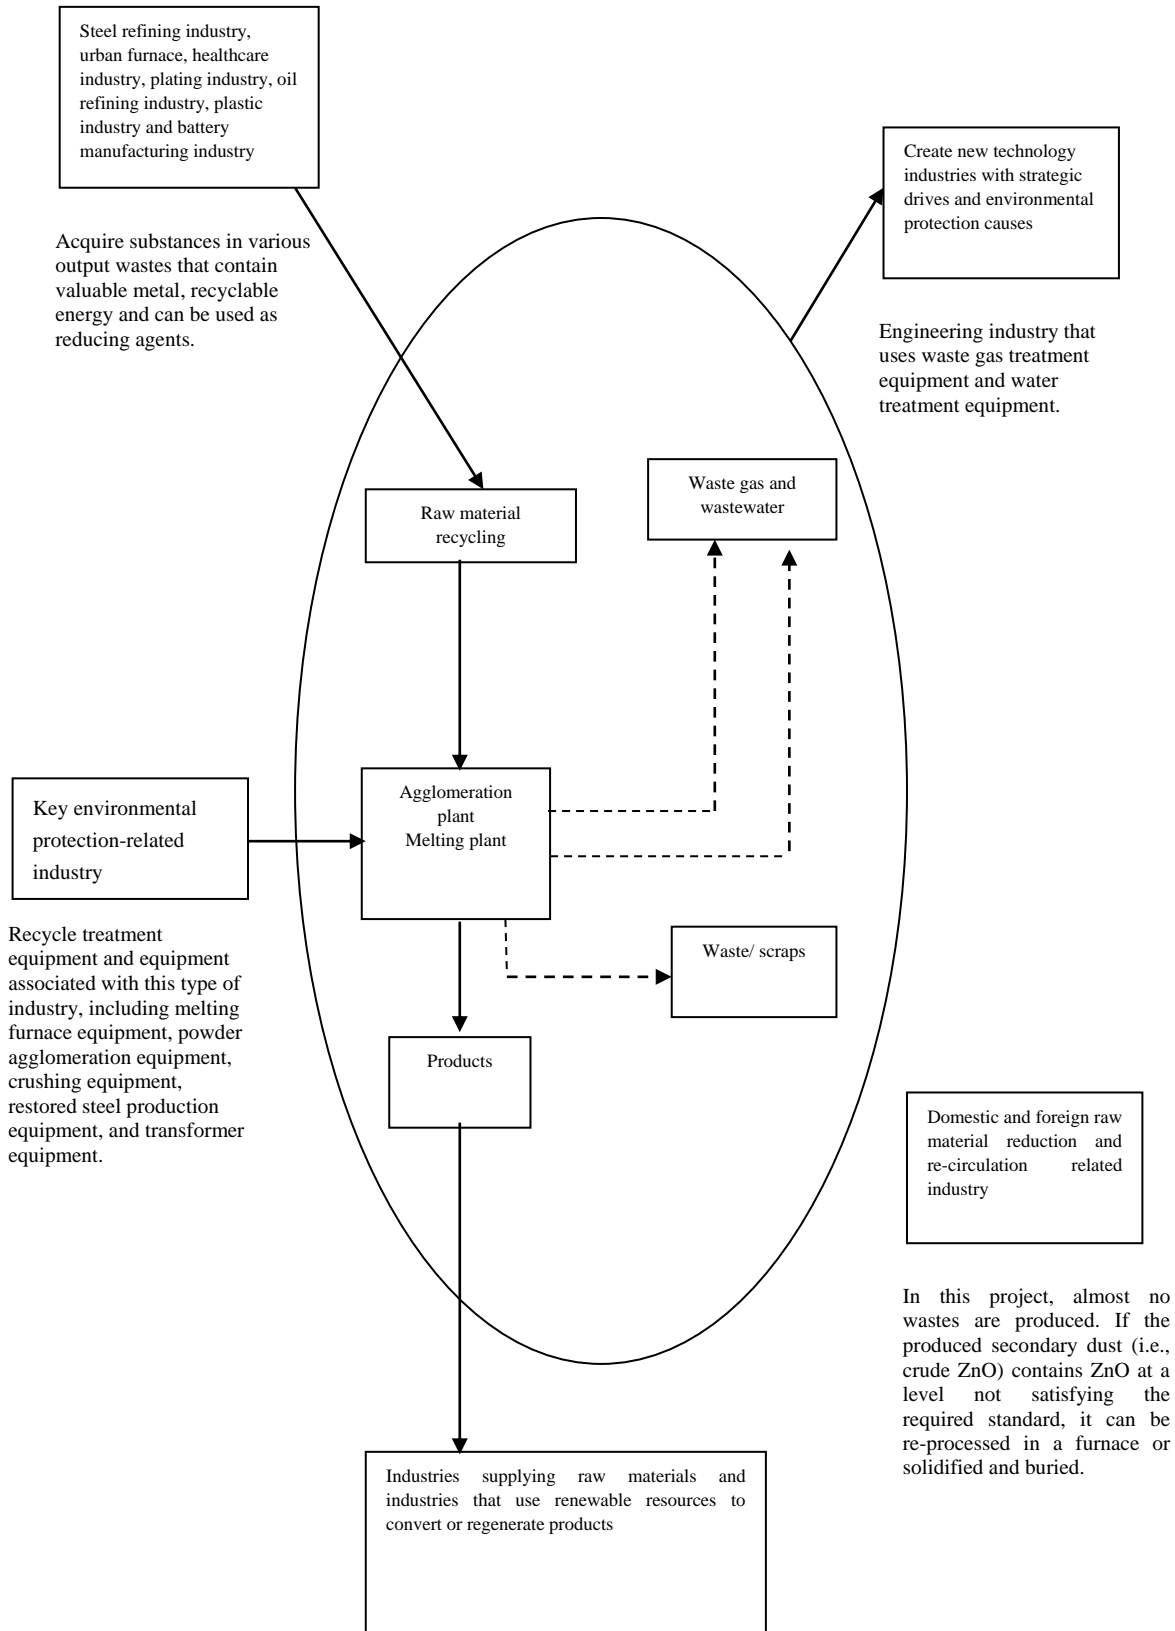 Steel refining industry,
urban furnace, healthcare
industry, plating industry, oil
refining industry, plastic
industry and battery
manufacturing industry
Create new technology
industries with strategic
drives and environmental
protection causes
Acquire substances in various
output wastes that contain
valuable metal, recyclable
energy and can be used as
reducing agents.
Engineering industry that
uses waste gas treatment
equipment and water
treatment equipment.
Waste gas and
wastewater
Raw material
recycling
Agglomeration
plant
Melting plant
Key environmental
protection-related
industry
Recycle treatment
equipment and equipment
associated with this type of
industry, including melting
furnace equipment, powder
agglomeration equipment,
crushing equipment,
restored steel production
equipment, and transformer
equipment.
Waste/ scraps
Products
Domestic and foreign raw
material reduction and
re-circulation related
industry
In this project, almost no
wastes are produced. If the
produced secondary dust (i.e.,
crude ZnO) contains ZnO at a
level not satisfying the
required standard, it can be
re-processed in a furnace or
solidified and buried.
Industries supplying raw materials and
industries that use renewable resources to
convert or regenerate products